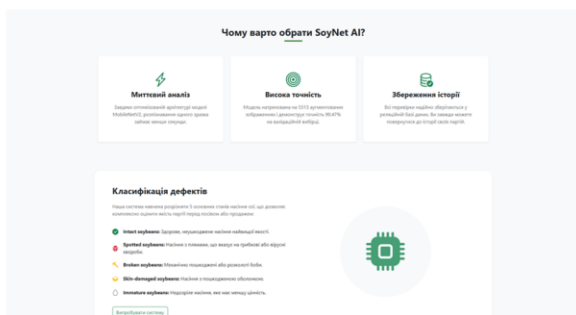 Чому варто обрати SoyNet AI?
Миттєвий аналіз
Завдяки оптимізованій архітектурі моделі
MobileNetV2, розпізнавання одного зразка
займає менше секунди.
Висока точність
Модель натренована на 5513 аугментованих
зображеннях і демонструє точність 90.47%
на валідаційній вибірці.
Збереження історії
Всі перевірки надійно зберігаються у
реляційній базі даних. Ви завжди можете
повернутися до історії своїх партій.
Класифікація дефектів
Наша система навчена розрізняти 5 основних станів насіння сої, що дозволяє
комплексно оцінити якість партії перед посівом або продажем:
Intact soybeans: Здорове, неушкоджене насіння найвищої якості.
Spotted soybeans: Насіння з плямами, що вказує на грибкові або вірусні
хвороби.
Broken soybeans: Механічно пошкоджені або розколоті боби.
Skin-damaged soybeans: Насіння з пошкодженою оболонкою.
Immature soybeans: Недозріле насіння, яке має меншу цінність.
Випробувати систему